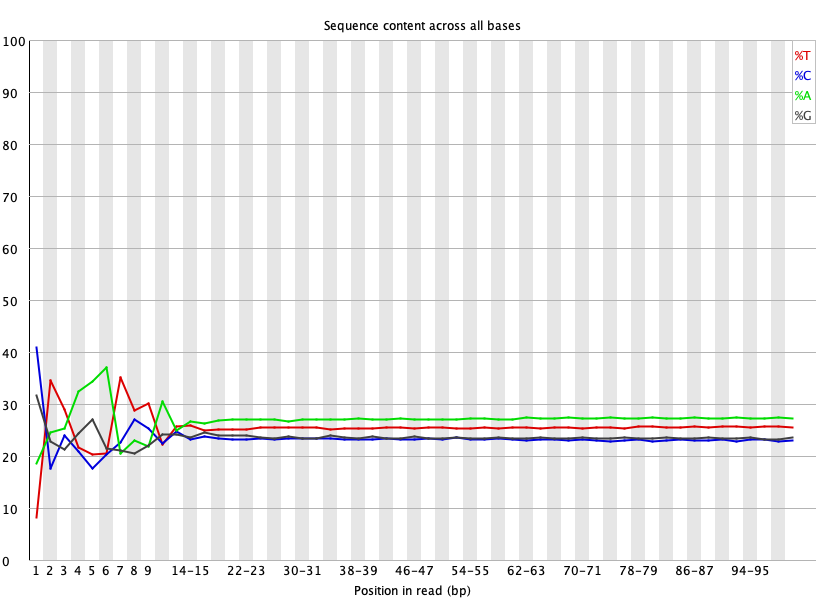 Sequence content across all bases
100
90
80
70
60
50
40
30
20
10
0
%T
%C
%A
%G
1 2 3 4 5 6 7 8 9 14-15 22-23 30-31 38-39 46-47 54-55 62-63 70-71 78-79 86-87 94-95
Position in read (bp)